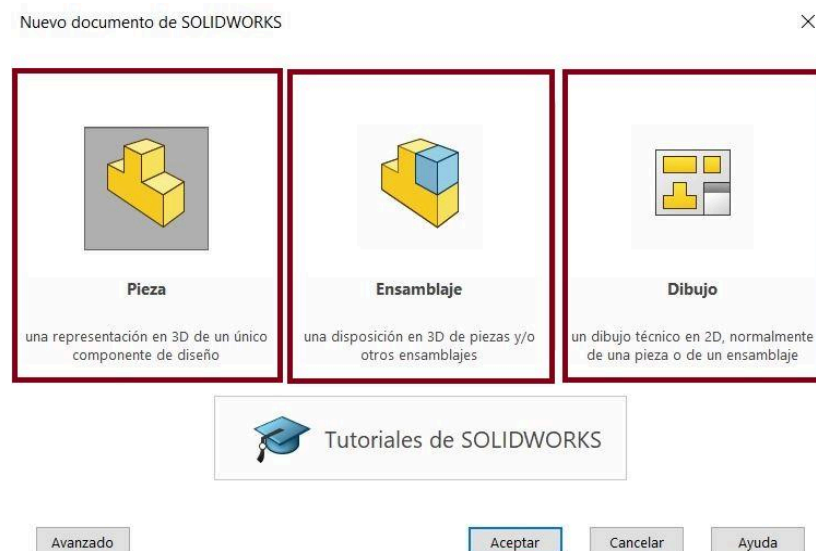 Nuevo documento de SOLIDWORKS
Pieza
una representación en 3D de un único
componente de diseño
Ensamblaje
una disposición en 3D de piezas y/o
otros ensamblajes
Dibujo
un dibujo técnico en 2D, normalmente
de una pieza o de un ensamblaje
Tutoriales de SOLIDWORKS
Avanzado
Aceptar
Cancelar
Ayuda